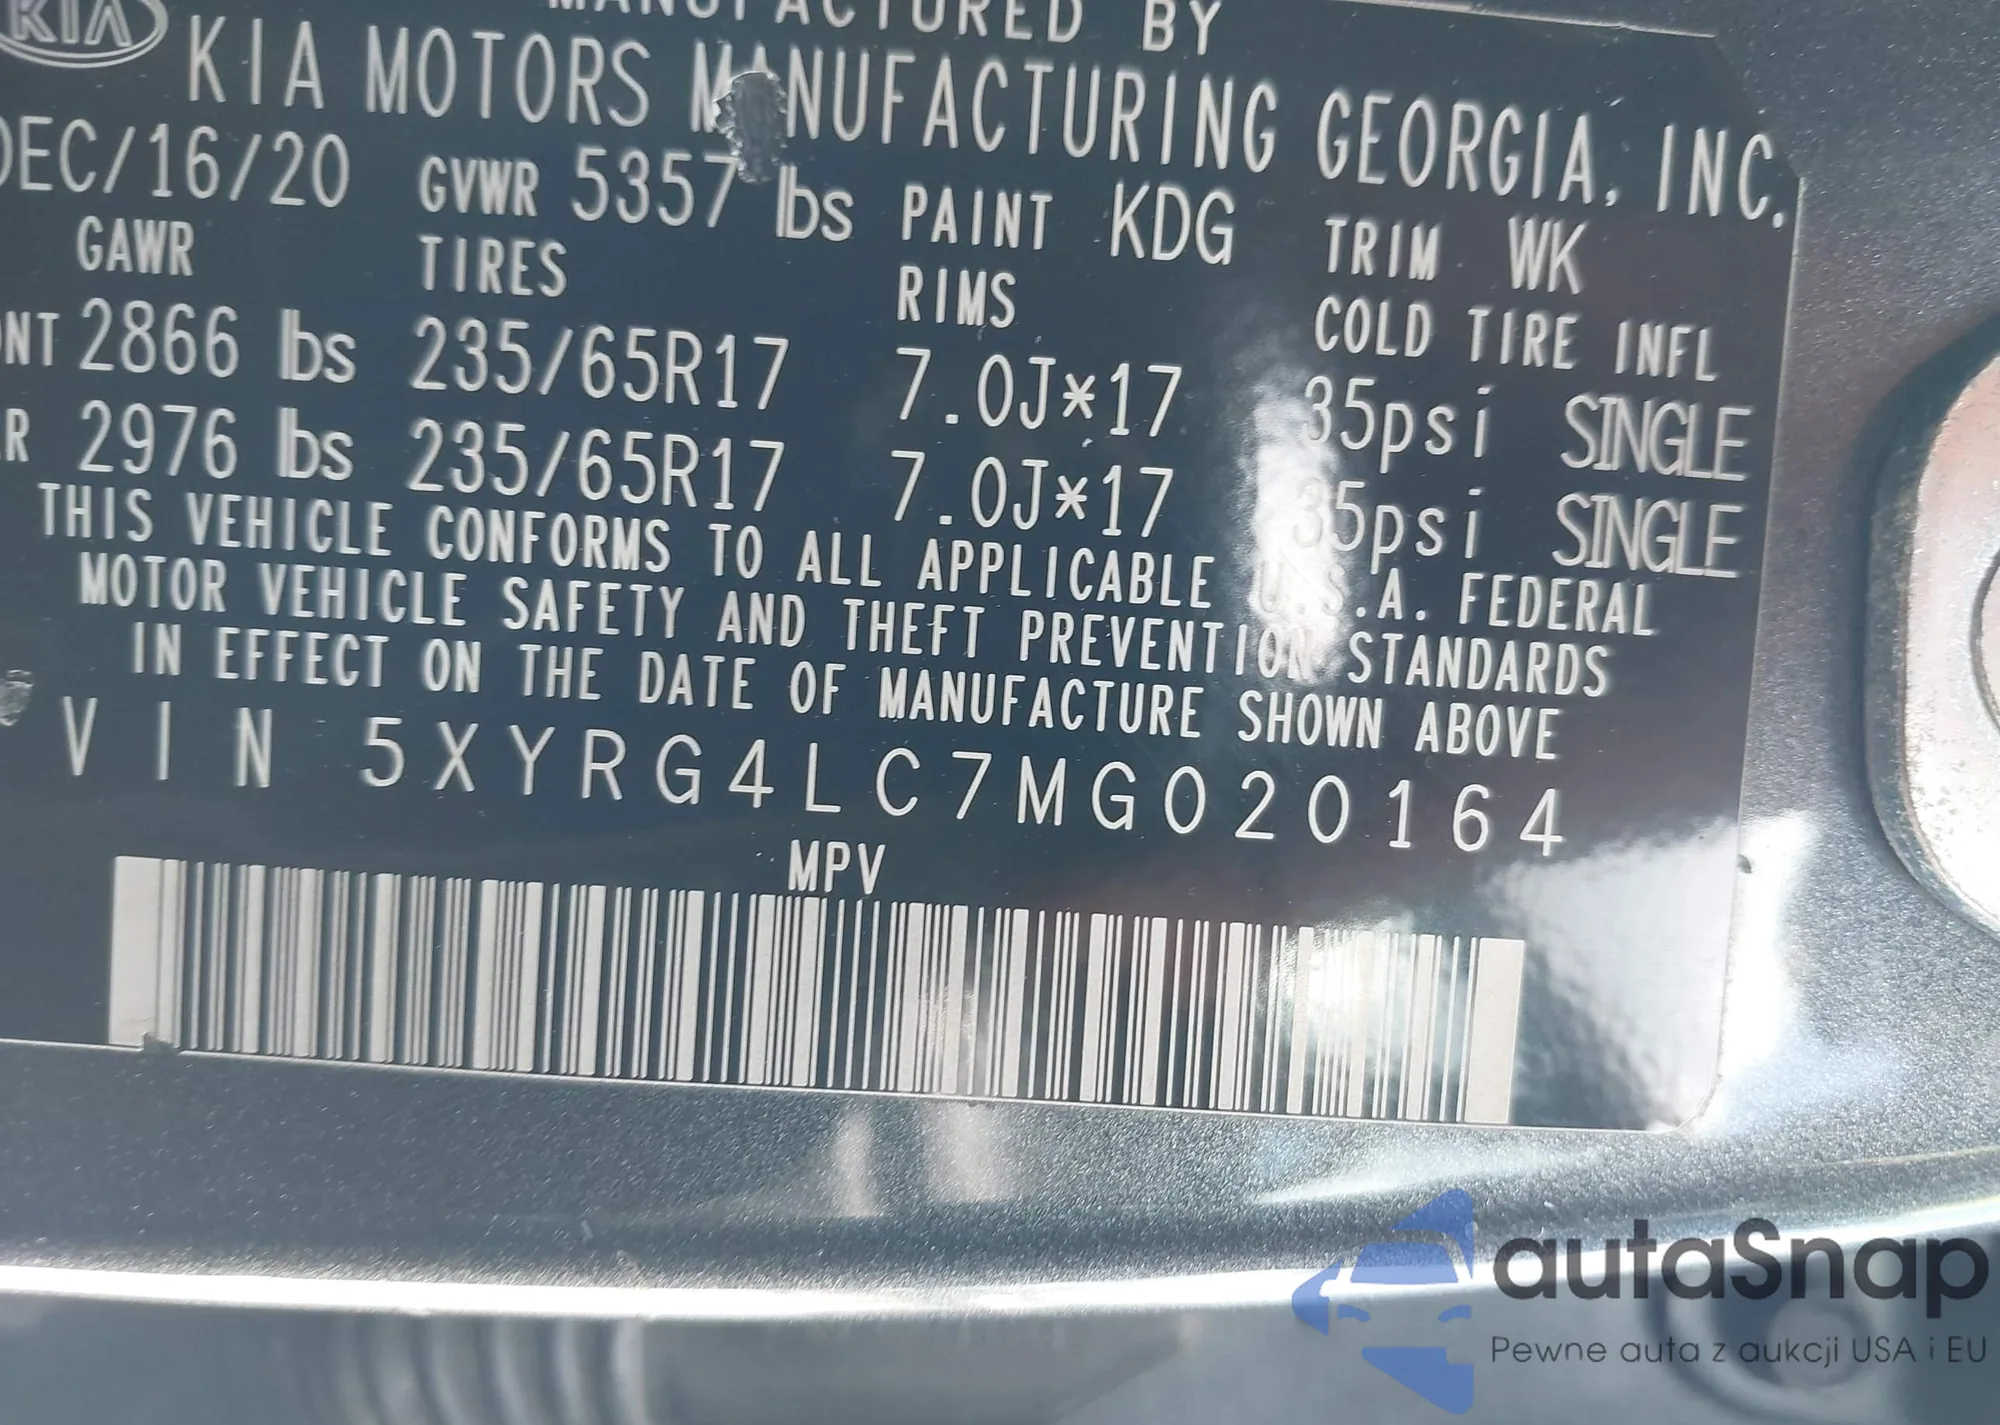 MANUFACTURED BY
KIA KIA MOTORS MANUFACTURING GEORGIA, INC.
DEC/16/20 GVWR 5357 lbs PAINT KDG TRIM WK
GAWR TIRES RIMS COLD TIRE INFL
ONT 2866 lbs 235/65R17 7.0J*17 35psi SINGLE
R 2976 lbs 235/65R17 7.0J*17 35psi SINGLE
THIS VEHICLE CONFORMS TO ALL APPLICABLE U.S.A. FEDERAL
MOTOR VEHICLE SAFETY AND THEFT PREVENTION STANDARDS
IN EFFECT ON THE DATE OF MANUFACTURE SHOWN ABOVE
VIN 5XYRG4LC7MG020164
MPV
autaSnap
Pewne auta z aukcji USA i EU